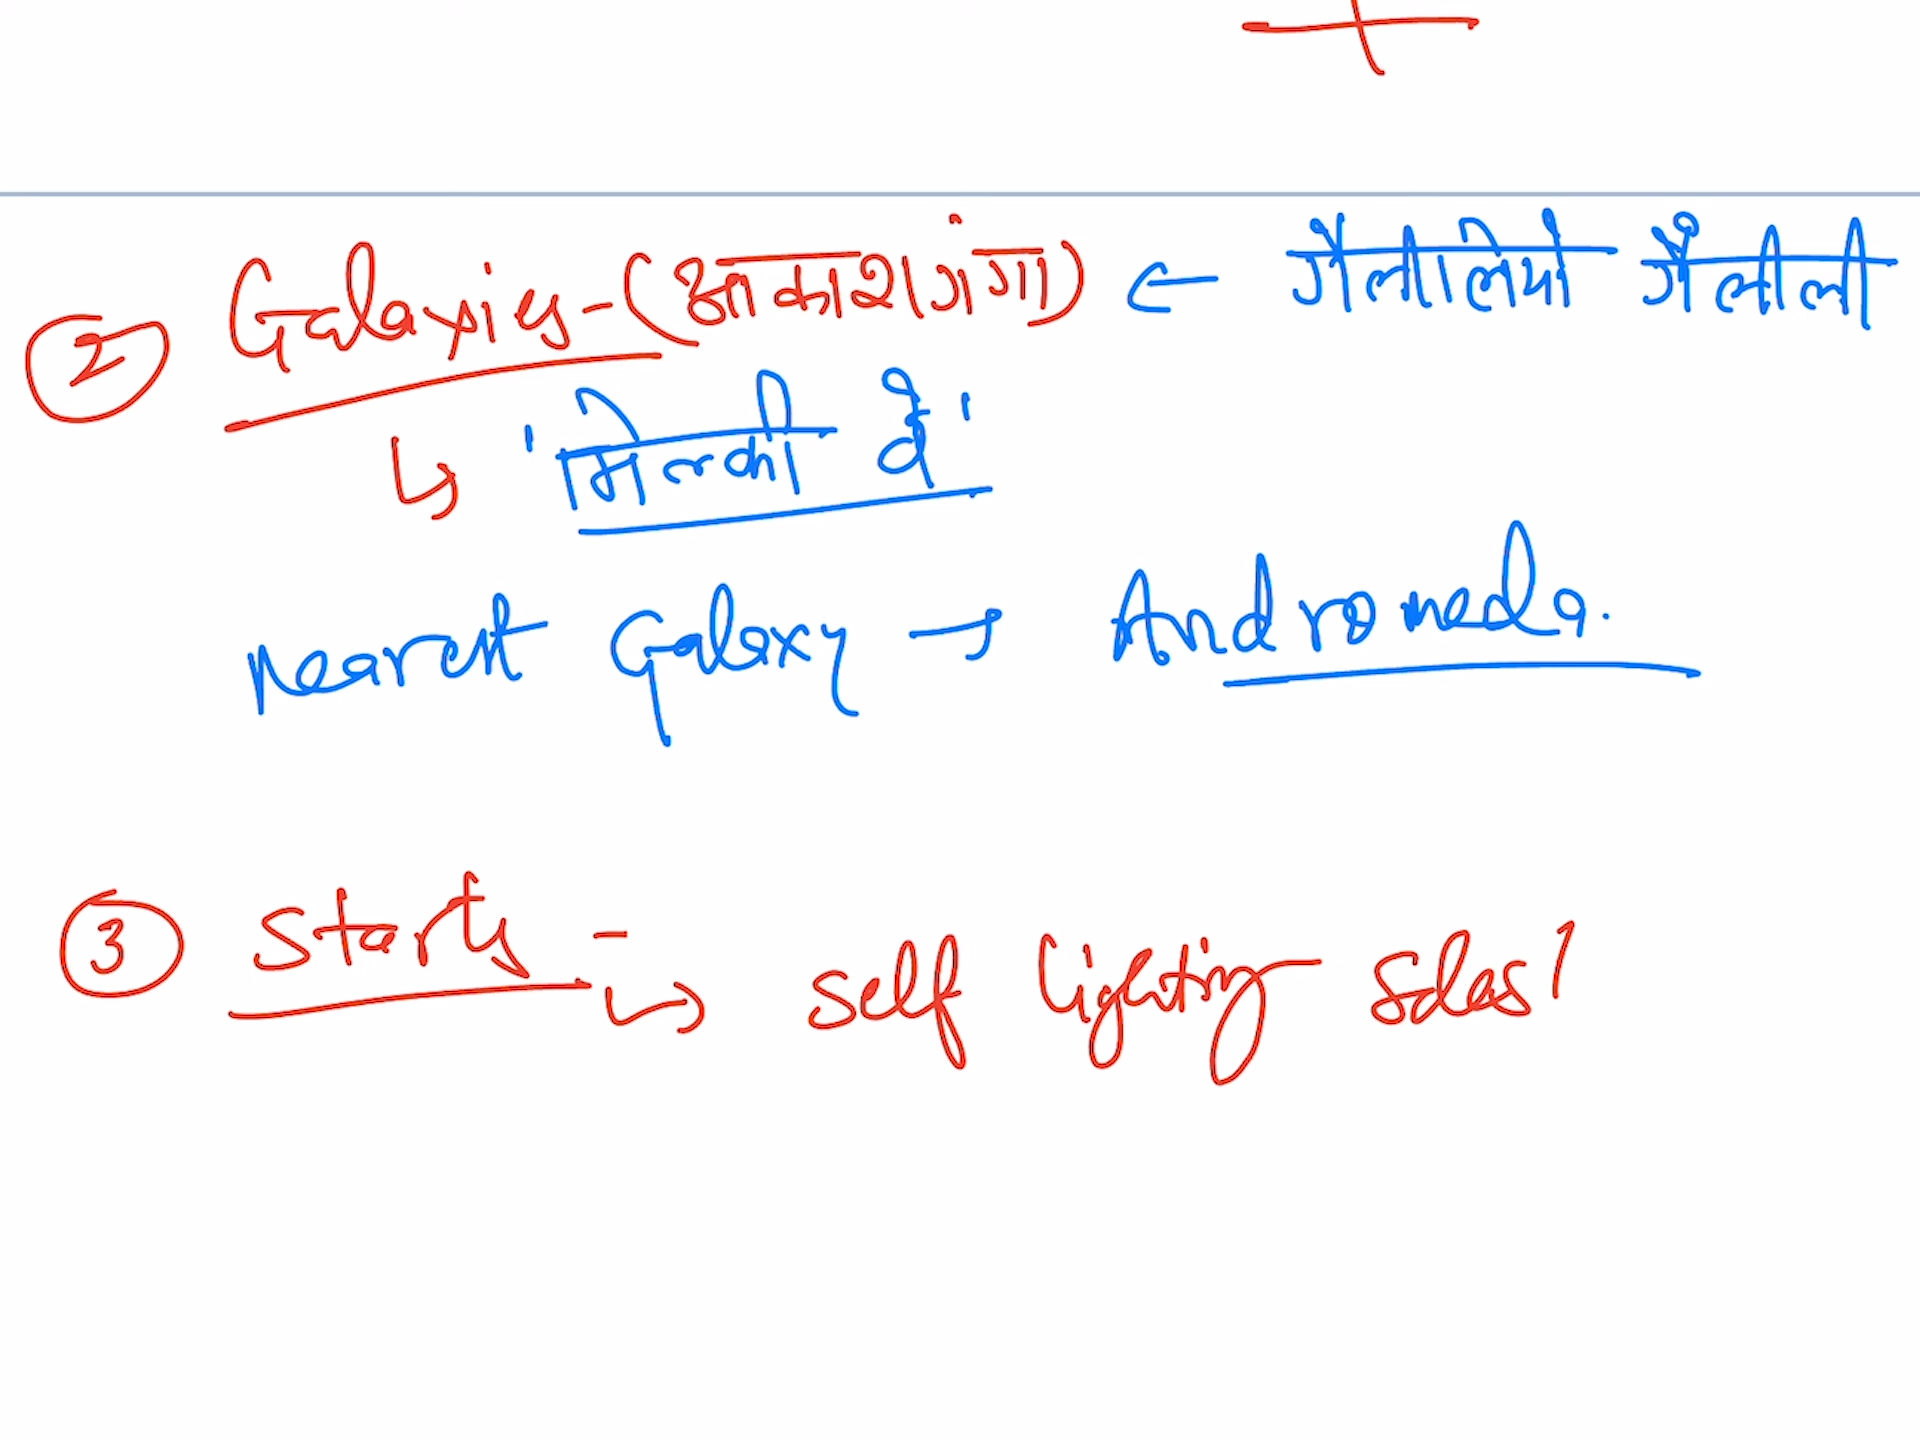 ② Galaxies - (आकाशगंगा) ← गैलीलियो गैलीली
↳ 'मिल्की वे'
Nearest Galaxy → Andromeda.
③ Stars -
↳ self lighting